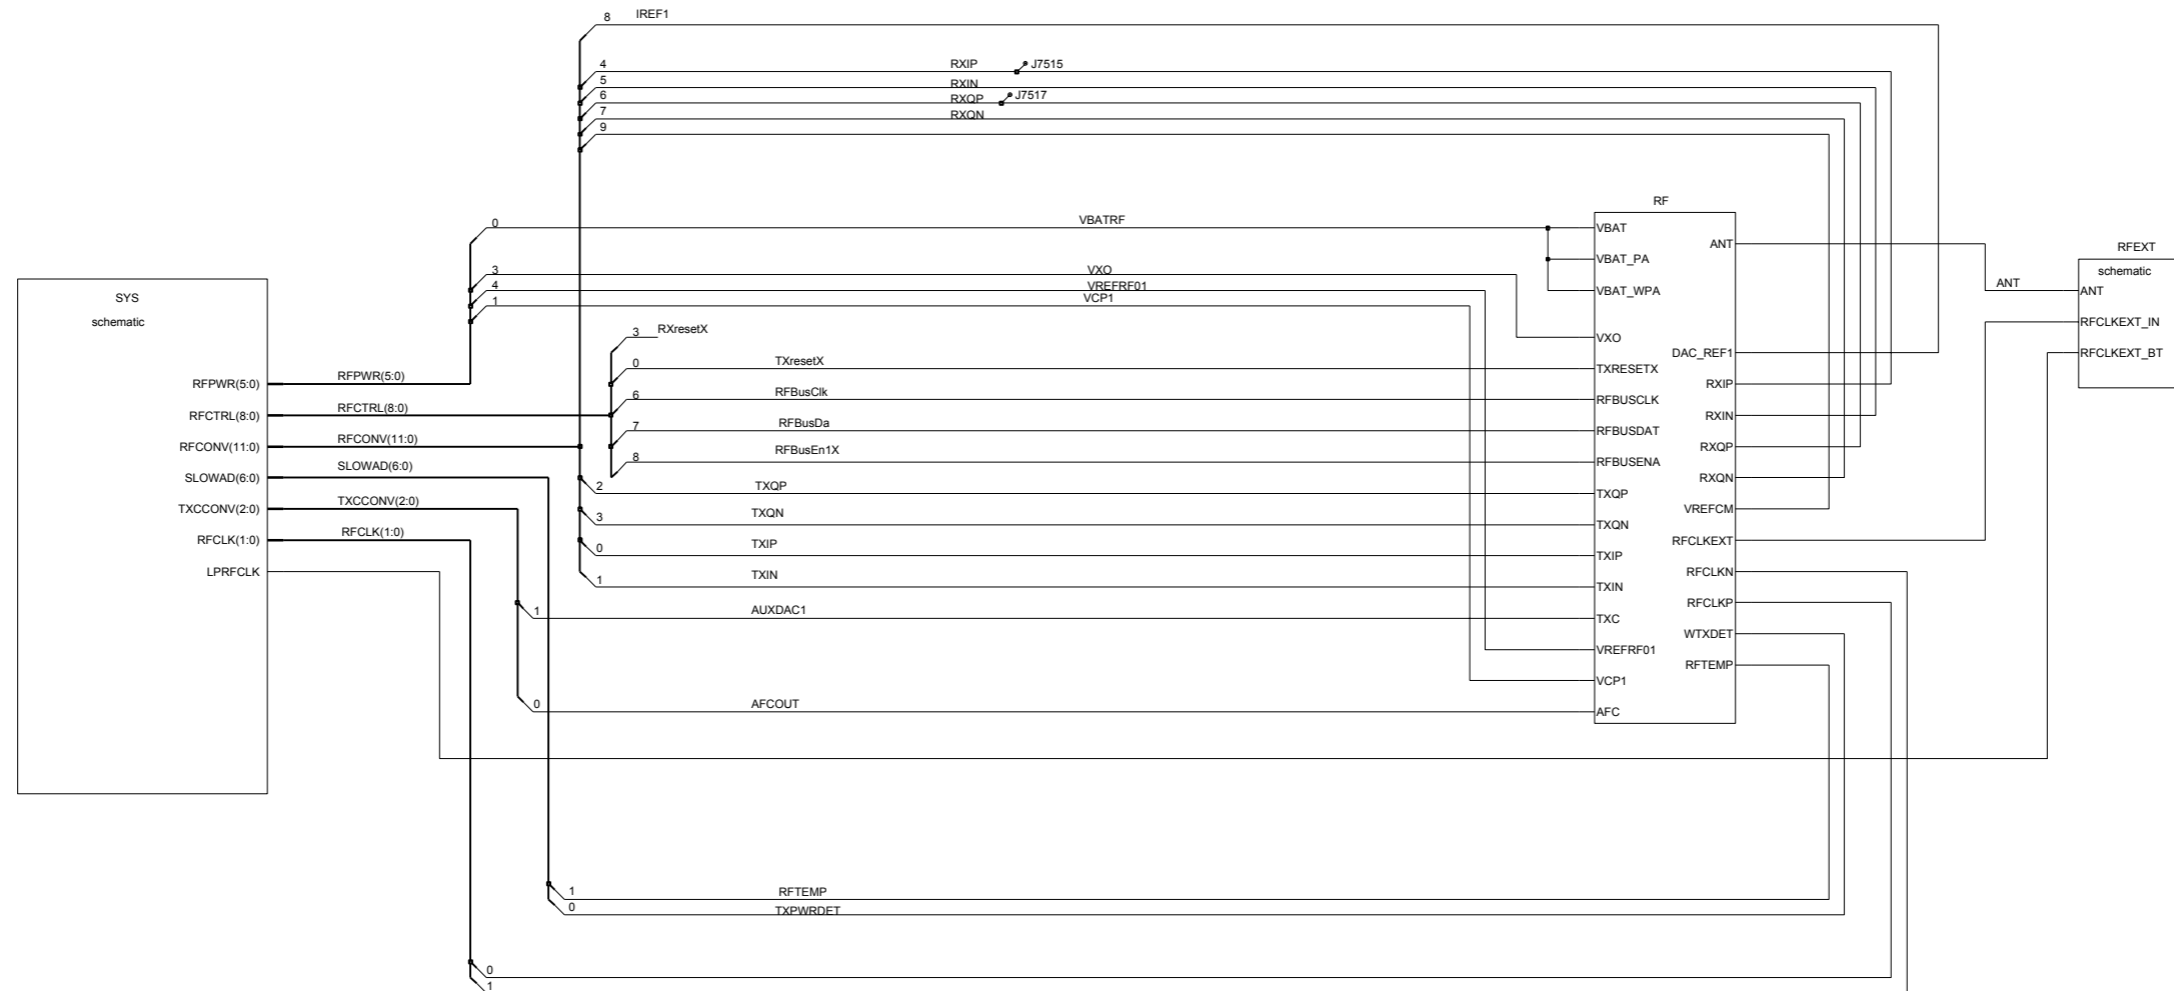 8 IREF1
4 RXIP J7515
5 RXIN
6 RXQP J7517
7 RXQN
9
SYS
schematic
RFPWR(5:0)
RFCTRL(8:0)
RFCONV(11:0)
SLOWAD(6:0)
TXCCONV(2:0)
RFCLK(1:0)
LPRFCLK
RFPWR(5:0)
RFCTRL(8:0)
RFCONV(11:0)
SLOWAD(6:0)
TXCCONV(2:0)
RFCLK(1:0)
0 VBATRF
3 VXO
4 VREFRF01
1 VCP1
3 RXresetX
0 TXresetX
6 RFBusClk
7 RFBusDa
8 RFBusEn1X
2 TXQP
3 TXQN
0 TXIP
1 TXIN
1 AUXDAC1
0 AFCOUT
1 RFTEMP
0 TXPWRDET
0
1
RF
VBAT
VBAT_PA
VBAT_WPA
VXO
TXRESETX
RFBUSCLK
RFBUSDAT
RFBUSENA
TXQP
TXQN
TXIP
TXIN
TXC
VREFRF01
VCP1
AFC
ANT
DAC_REF1
RXIP
RXIN
RXQP
RXQN
VREFCM
RFCLKEXT
RFCLKN
RFCLKP
WTXDET
RFTEMP
ANT
RFEXT
schematic
ANT
RFCLKEXT_IN
RFCLKEXT_BT